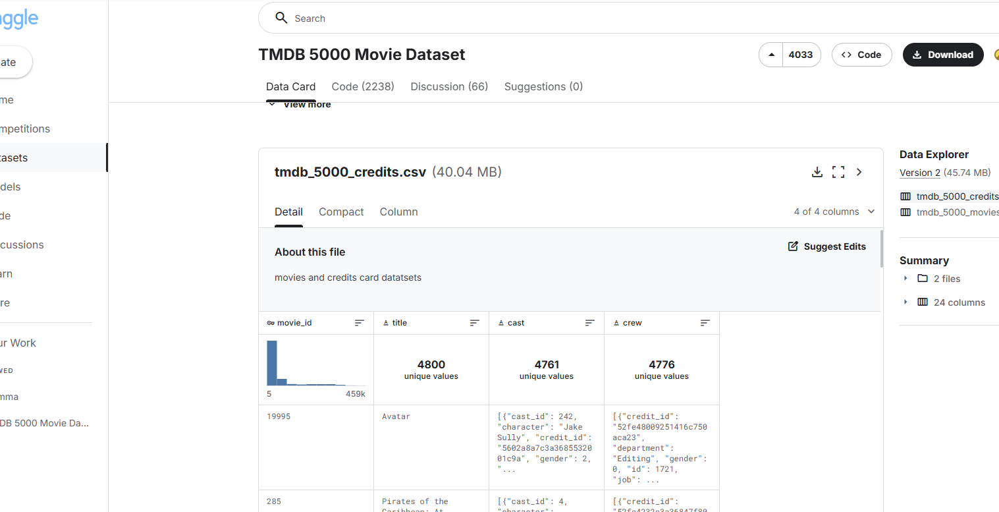 ggle
Search
TMDB 5000 Movie Dataset
4033
<> Code
Download
ate
Data Card
Code (2238)
Discussion (66)
Suggestions (0)
View more
me
mpetitions
tasets
dels
de
cussions
arn
re
ur Work
WED
mma
DB 5000 Movie Da...
tmdb_5000_credits.csv (40.04 MB)
Detail
Compact
Column
4 of 4 columns
About this file
Suggest Edits
movies and credits card datatsets
movie_id
title
cast
crew
5
459k
4800
unique values
4761
unique values
4776
unique values
19995
Avatar
[{"cast_id": 242,
"character": "Jake
Sully", "credit_id":
"5602a8a7c3a36855320
01c9a", "gender": 2,
"...
[{"credit_id":
"52fe48009251416c750
aca23",
"department":
"Editing", "gender":
0, "id": 1721,
"job": ...
285
Pirates of the
Caribbean: At
[{"cast_id": 4,
"character":
[{"credit_id":
"52fe4232c3a36847f80
Data Explorer
Version 2 (45.74 MB)
tmdb_5000_credits
tmdb_5000_movies
Summary
2 files
24 columns